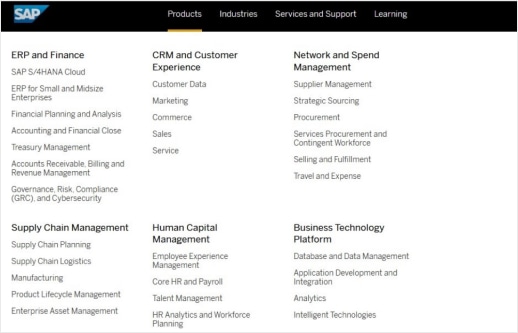 SAP
Products
Industries
Services and Support
Learning
ERP and Finance
SAP S/4HANA Cloud
ERP for Small and Midsize
Enterprises
Financial Planning and Analysis
Accounting and Financial Close
Treasury Management
Accounts Receivable, Billing and
Revenue Management
Governance, Risk, Compliance
(GRC), and Cybersecurity
CRM and Customer
Experience
Customer Data
Marketing
Commerce
Sales
Service
Network and Spend
Management
Supplier Management
Strategic Sourcing
Procurement
Services Procurement and
Contingent Workforce
Selling and Fulfillment
Travel and Expense
Supply Chain Management
Supply Chain Planning
Supply Chain Logistics
Manufacturing
Product Lifecycle Management
Enterprise Asset Management
Human Capital
Management
Employee Experience
Management
Core HR and Payroll
Talent Management
HR Analytics and Workforce
Planning
Business Technology
Platform
Database and Data Management
Application Development and
Integration
Analytics
Intelligent Technologies